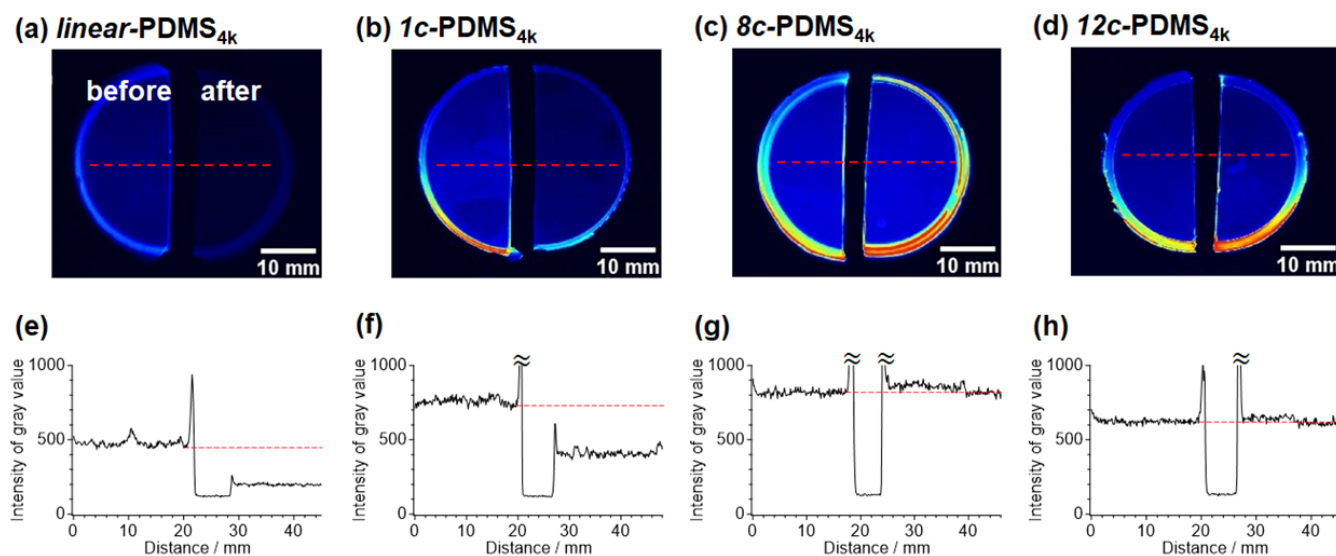 (a) linear-PDMS4k
(b) 1c-PDMS4k
(c) 8c-PDMS4k
(d) 12c-PDMS4k
before after
10 mm
10 mm
10 mm
10 mm
(e)
(f)
(g)
(h)
Intensity of gray value
1000
500
0
0 10 20 30 40
Distance / mm
Intensity of gray value
≈
1000
500
0
0 10 20 30 40
Distance / mm
Intensity of gray value
≈ ≈
1000
500
0
0 10 20 30 40
Distance / mm
Intensity of gray value
≈
1000
500
0
0 10 20 30 40
Distance / mm